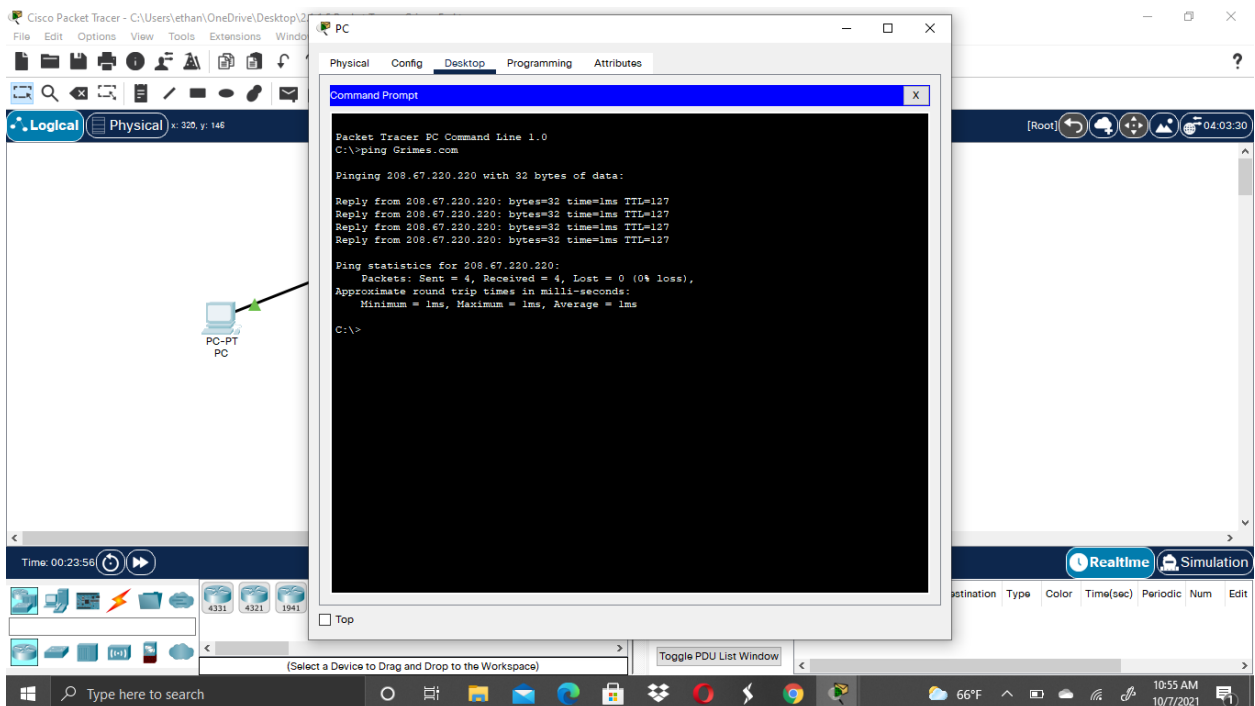 Cisco Packet Tracer - C:\Users\ethan\OneDrive\Desktop\2
File Edit Options View Tools Extensions Windo
?
Logical Physical x: 320, y: 146
[Root] 04:03:30
PC-PT
PC
PC
Physical Config Desktop Programming Attributes
Command Prompt X
Packet Tracer PC Command Line 1.0
C:\>ping Grimes.com
Pinging 208.67.220.220 with 32 bytes of data:
Reply from 208.67.220.220: bytes=32 time=1ms TTL=127
Reply from 208.67.220.220: bytes=32 time=1ms TTL=127
Reply from 208.67.220.220: bytes=32 time=1ms TTL=127
Reply from 208.67.220.220: bytes=32 time=1ms TTL=127
Ping statistics for 208.67.220.220:
Packets: Sent = 4, Received = 4, Lost = 0 (0% loss),
Approximate round trip times in milli-seconds:
Minimum = 1ms, Maximum = 1ms, Average = 1ms
C:\>
Top
Time: 00:23:56
Realtime Simulation
4331 4321 1941
estination Type Color Time(sec) Periodic Num Edit
Toggle PDU List Window
(Select a Device to Drag and Drop to the Workspace)
Type here to search
66°F
10:55 AM
10/7/2021
1